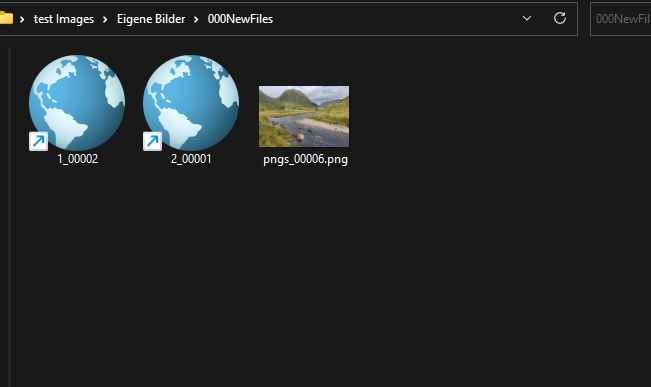 test Images > Eigene Bilder > 000NewFiles
000NewFil
1_00002
2_00001
pngs_00006.png